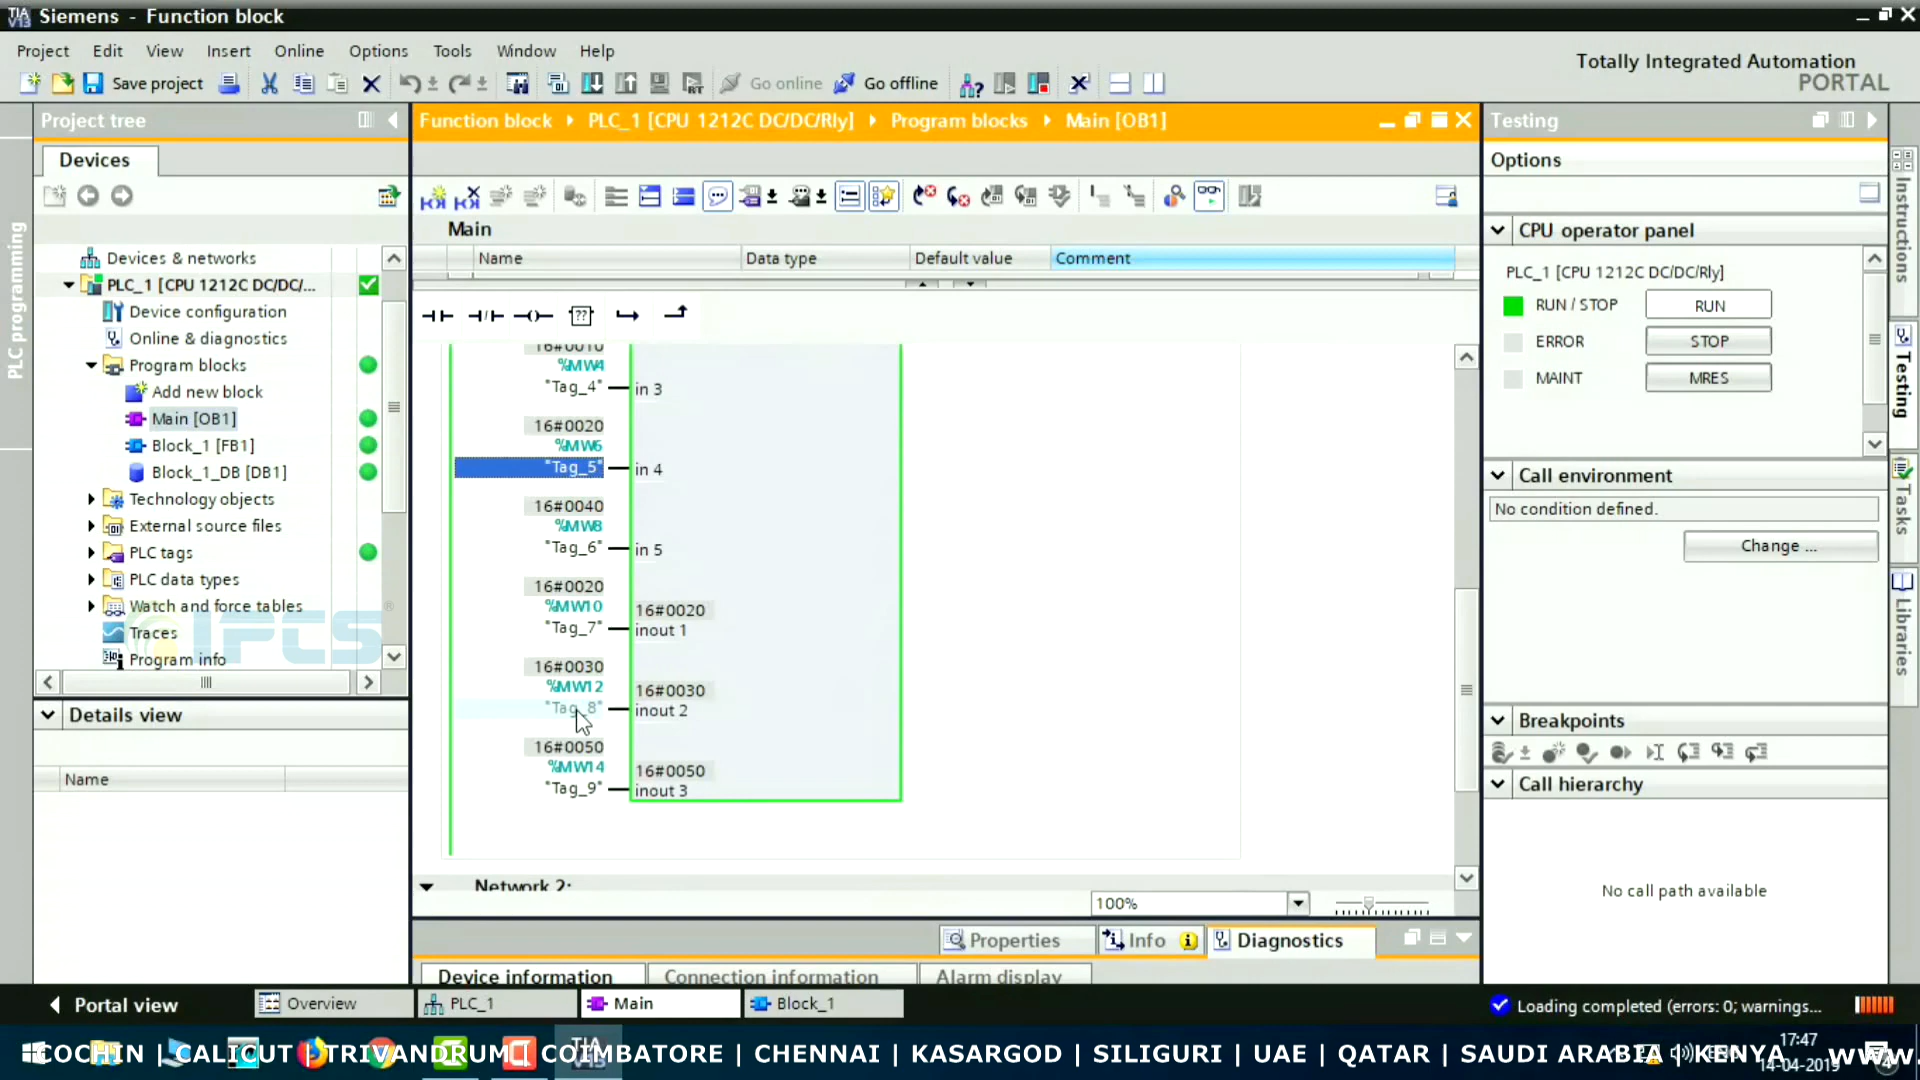 Siemens - Function block
Project Edit View Insert Online Options Tools Window Help
Totally Integrated Automation
PORTAL
Save project Go online Go offline
Project tree
Function block PLC_1 [CPU 1212C DC/DC/Rly] Program blocks Main [OB1]
Testing
Devices
Options
PLC programming
Main
CPU operator panel
Name Data type Default value Comment
Devices & networks
PLC_1 [CPU 1212C DC/DC/...
Device configuration
Online & diagnostics
Program blocks
Add new block
Main [OB1]
Block_1 [FB1]
Block_1_DB [DB1]
Technology objects
External source files
PLC tags
PLC data types
Watch and force tables
Traces
Program info
IPCS
Details view
Name
??
16#0010
%MW4
"Tag_4" in 3
16#0020
%MW6
"Tag_5" in 4
16#0040
%MW8
"Tag_6" in 5
16#0020
%MW10 16#0020
"Tag_7" inout 1
16#0030
%MW12 16#0030
"Tag_8" inout 2
16#0050
%MW14 16#0050
"Tag_9" inout 3
Network 2:
100%
Properties Info Diagnostics
Device information Connection information Alarm display
PLC_1 [CPU 1212C DC/DC/Rly]
RUN / STOP RUN
ERROR STOP
MAINT MRES
Call environment
No condition defined.
Change ...
Breakpoints
Call hierarchy
No call path available
Instructions
Testing
Tasks
Libraries
Portal view Overview PLC_1 Main Block_1
Loading completed (errors: 0; warnings...
COCHIN | CALICUT | TRIVANDRUM | COIMBATORE | CHENNAI | KASARGOD | SILIGURI | UAE | QATAR | SAUDI ARABIA | KENYA
www.
17:47
14-04-2019